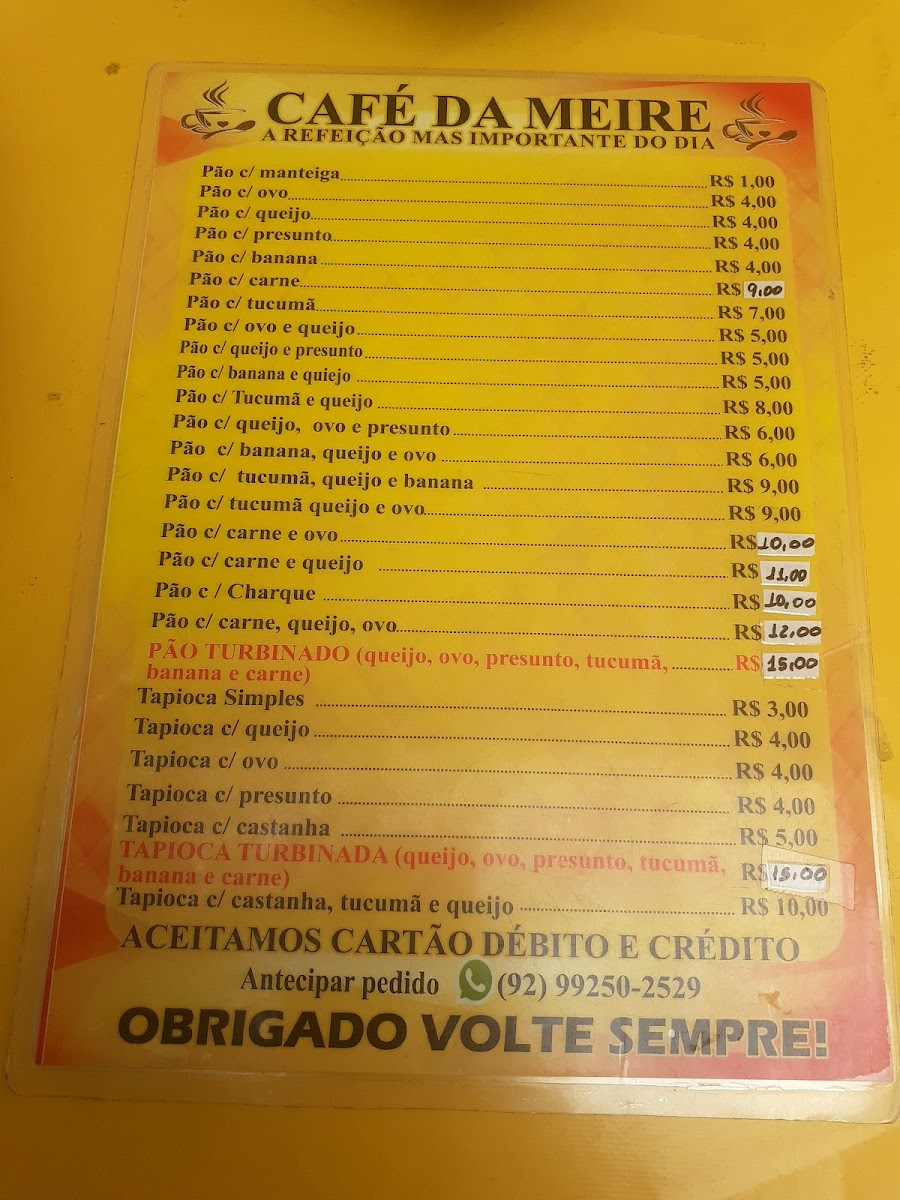 CAFÉ DA MEIRE
A REFEIÇÃO MAS IMPORTANTE DO DIA
Pão c/ manteiga R$ 1,00
Pão c/ ovo R$ 4,00
Pão c/ queijo R$ 4,00
Pão c/ presunto R$ 4,00
Pão c/ banana R$ 4,00
Pão c/ carne R$ 9,00
Pão c/ tucumã R$ 7,00
Pão c/ ovo e queijo R$ 5,00
Pão c/ queijo e presunto R$ 5,00
Pão c/ banana e quiejo R$ 5,00
Pão c/ Tucumã e queijo R$ 8,00
Pão c/ queijo, ovo e presunto R$ 6,00
Pão c/ banana, queijo e ovo R$ 6,00
Pão c/ tucumã, queijo e banana R$ 9,00
Pão c/ tucumã queijo e ovo R$ 9,00
Pão c/ carne e ovo R$ 10,00
Pão c/ carne e queijo R$ 11,00
Pão c / Charque R$ 10,00
Pão c/ carne, queijo, ovo R$ 12,00
PÃO TURBINADO (queijo, ovo, presunto, tucumã, R$ 15,00
banana e carne)
Tapioca Simples R$ 3,00
Tapioca c/ queijo R$ 4,00
Tapioca c/ ovo R$ 4,00
Tapioca c/ presunto R$ 4,00
Tapioca c/ castanha R$ 5,00
TAPIOCA TURBINADA (queijo, ovo, presunto, tucumã, R$ 15,00
banana e carne)
Tapioca c/ castanha, tucumã e queijo R$ 10,00
ACEITAMOS CARTÃO DÉBITO E CRÉDITO
Antecipar pedido (92) 99250-2529
OBRIGADO VOLTE SEMPRE!